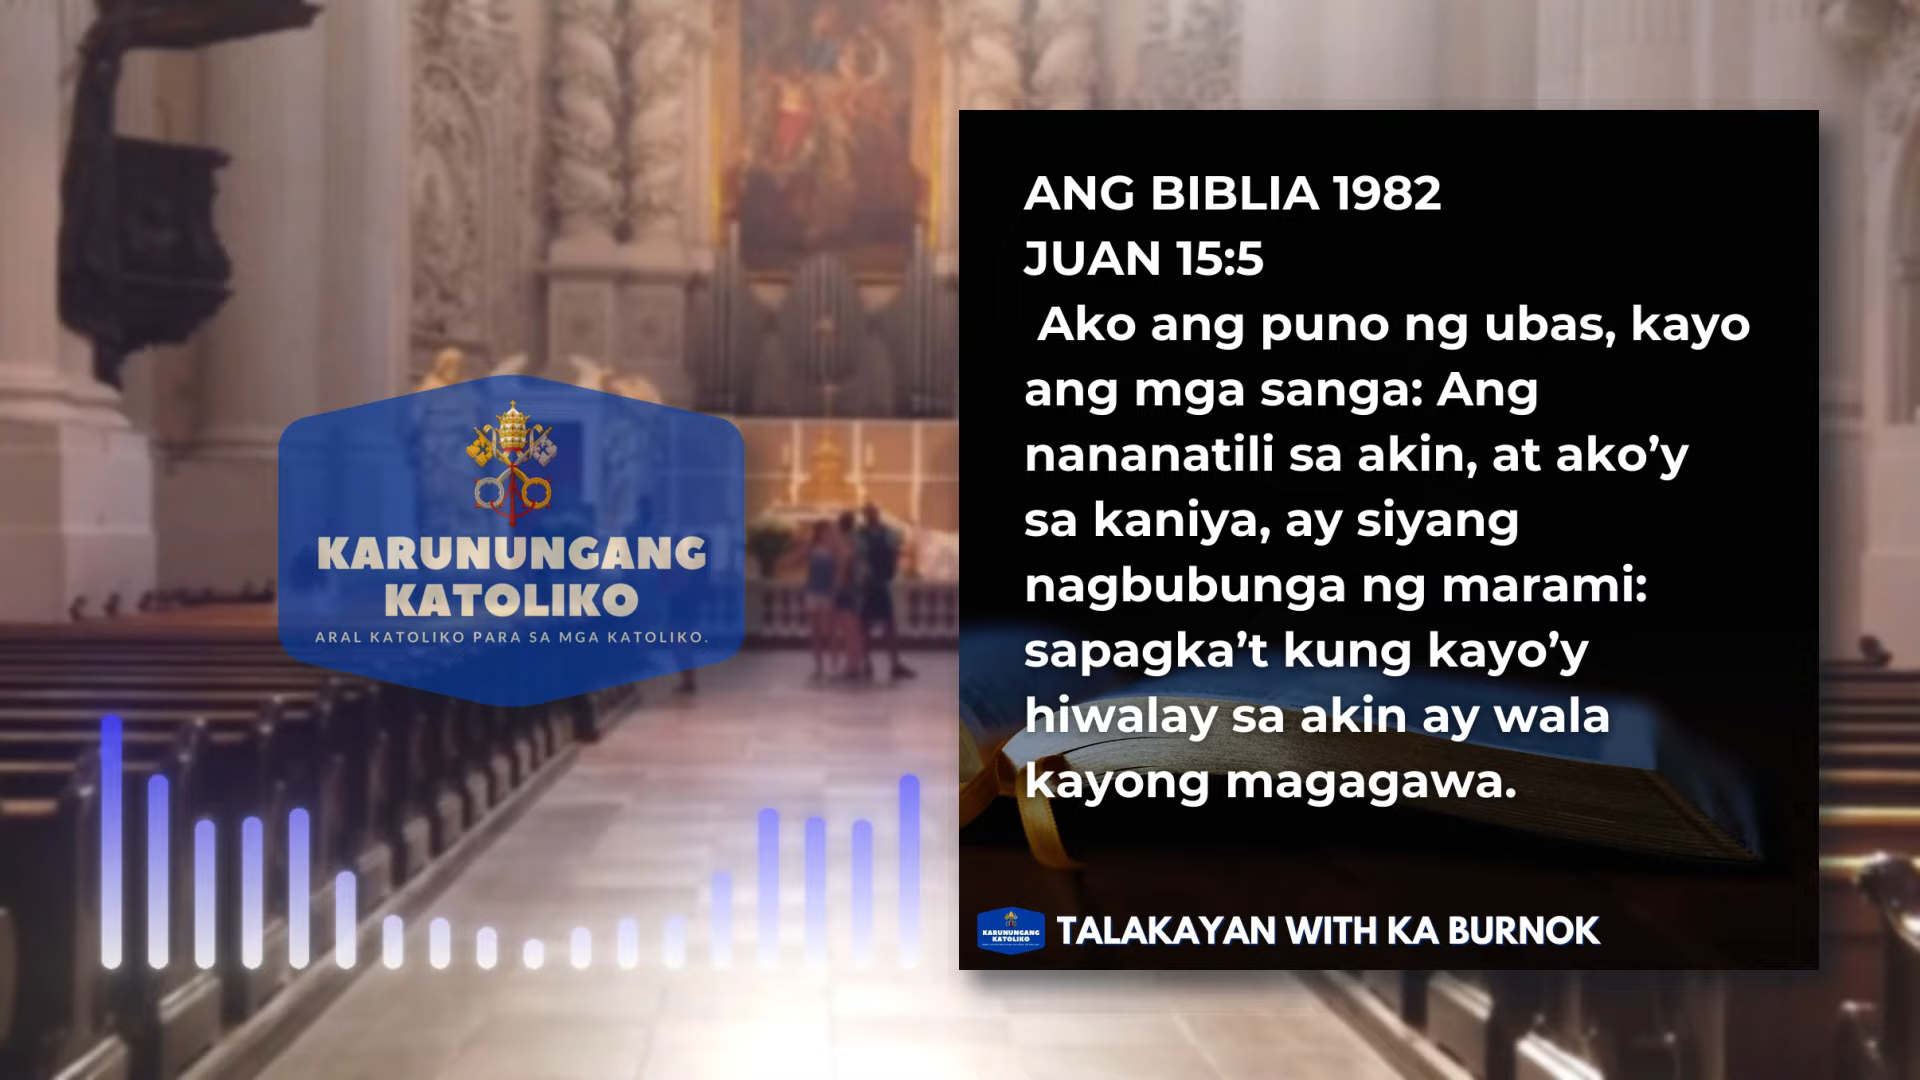 KARUNUNGANG
KATOLIKO
ARAL KATOLIKO PARA SA MGA KATOLIKO.
ANG BIBLIA 1982
JUAN 15:5
Ako ang puno ng ubas, kayo
ang mga sanga: Ang
nananatili sa akin, at ako’y
sa kaniya, ay siyang
nagbubunga ng marami:
sapagka’t kung kayo’y
hiwalay sa akin ay wala
kayong magagawa.
KARUNUNGANG
KATOLIKO
TALAKAYAN WITH KA BURNOK